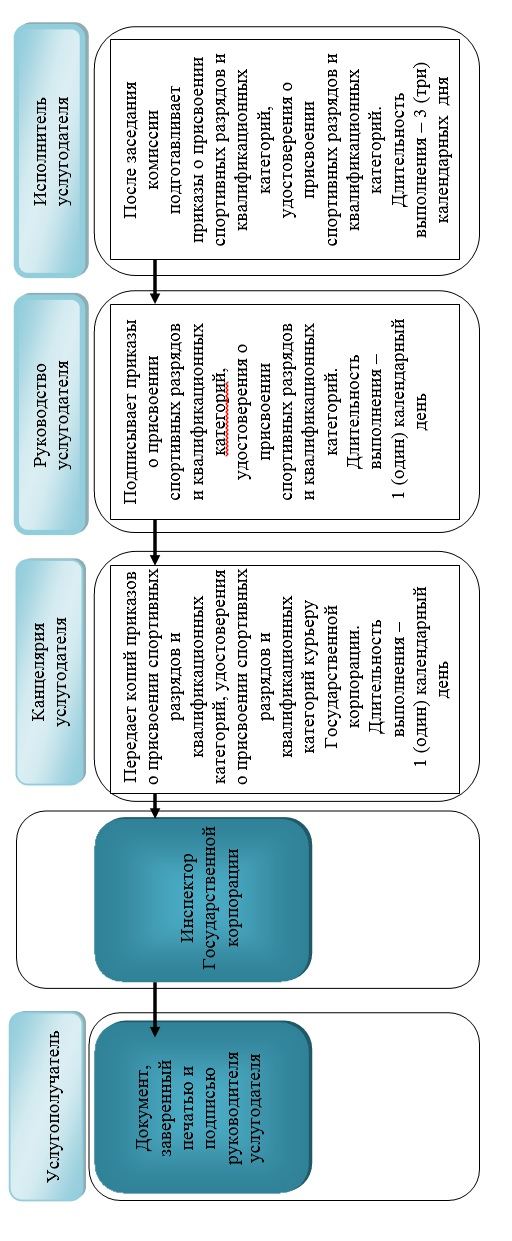 Исполнитель
услугодателя
После заседания
комиссии
подготавливает
приказы о присвоении
спортивных разрядов и
квалификационных
категорий,
удостоверения о
присвоении
спортивных разрядов и
квалификационных
категорий.
Длительность
выполнения – 3 (три)
календарных дня
Руководство
услугодателя
Подписывает приказы
о присвоении
спортивных разрядов
и квалификационных
категорий,
удостоверения о
присвоении
спортивных разрядов
и квалификационных
категорий.
Длительность
выполнения –
1 (один) календарный
день
Канцелярия
услугодателя
Передает копий приказов
о присвоении спортивных
разрядов и
квалификационных
категорий, удостоверения
о присвоении спортивных
разрядов и
квалификационных
категорий курьеру
Государственной
корпорации.
Длительность
выполнения –
1 (один) календарный
день
Инспектор
Государственной
корпорации
Услугополучатель
Документ,
заверенный
печатью и
подписью
руководителя
услугодателя